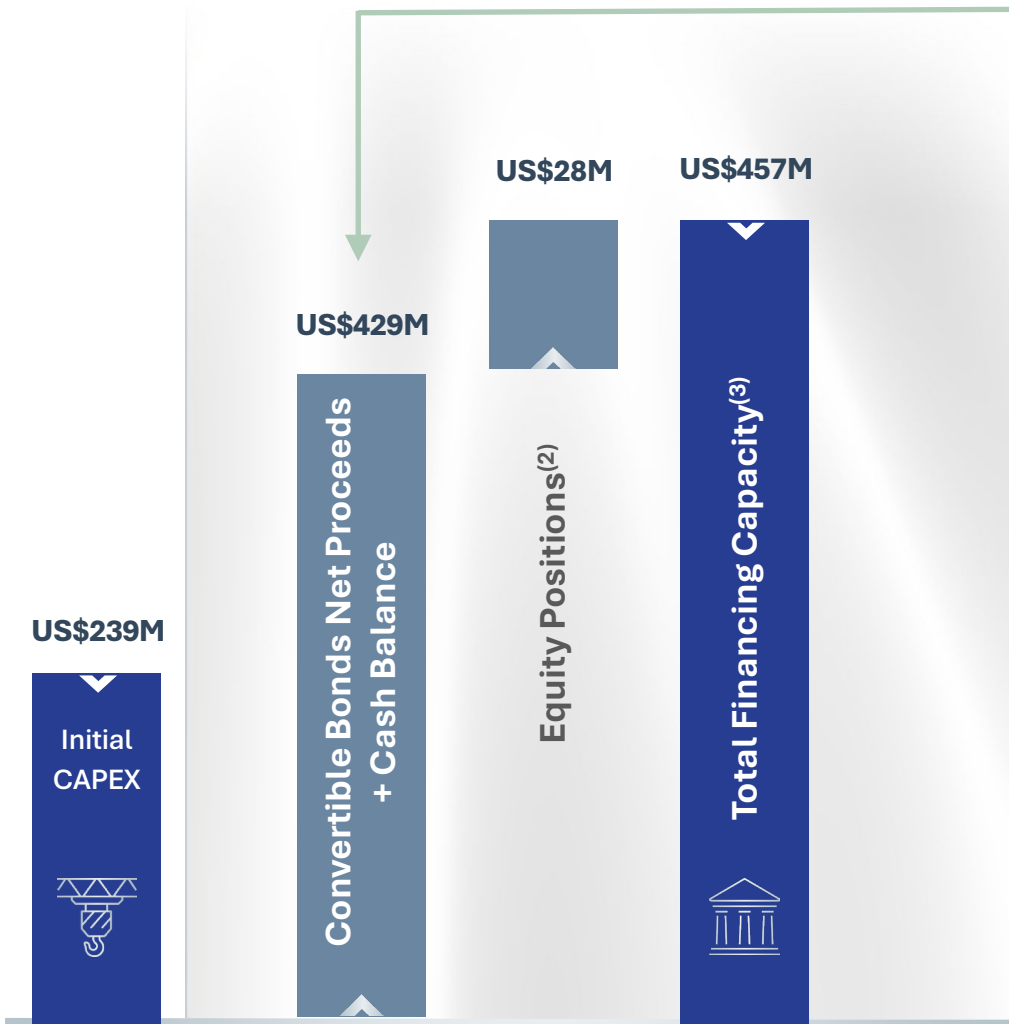 US$239M
Initial
CAPEX
US$429M
Convertible Bonds Net Proceeds
+ Cash Balance
US$28M
Equity Positions(2)
US$457M
Total Financing Capacity(3)